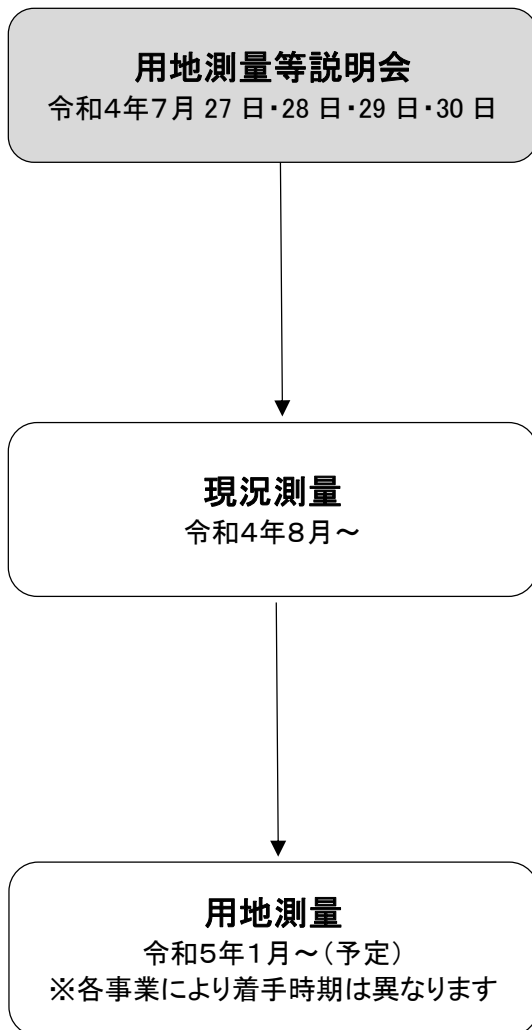 用地測量等説明会
令和4年7月 27 日・28 日・29 日・30 日
現況測量
令和4年8月～
用地測量
令和5年1月～(予定)
※各事業により着手時期は異なります